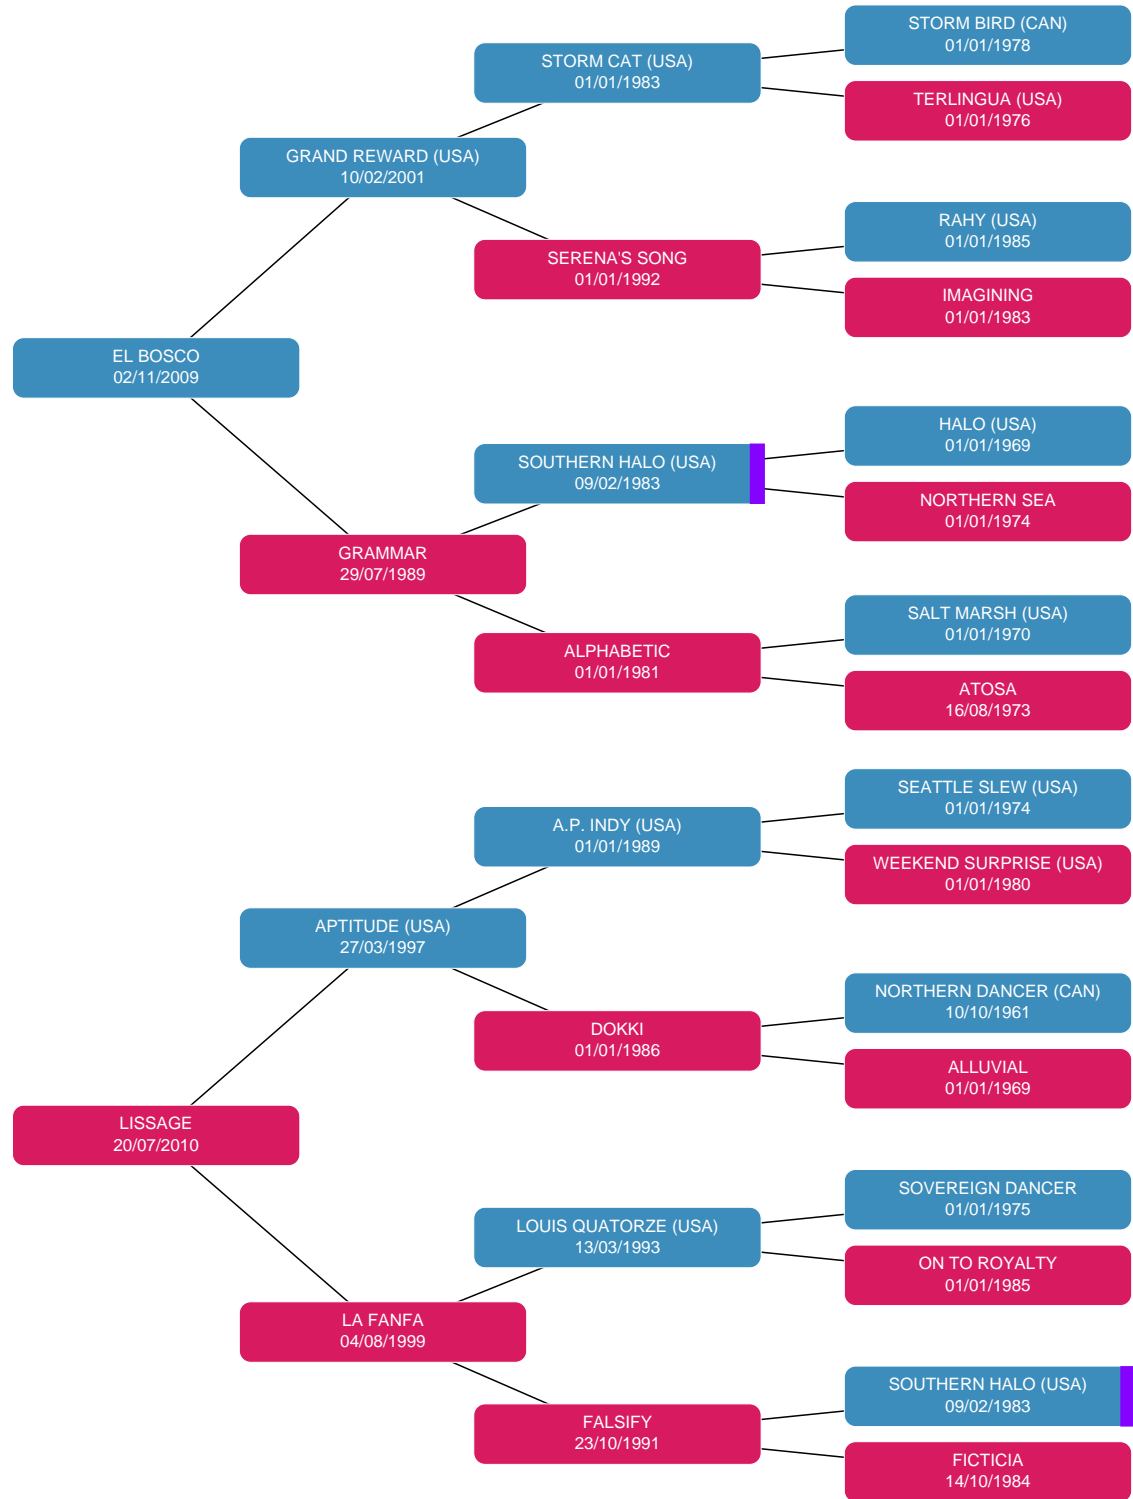 STORM BIRD (CAN)
01/01/1978
STORM CAT (USA)
01/01/1983
TERLINGUA (USA)
01/01/1976
GRAND REWARD (USA)
10/02/2001
RAHY (USA)
01/01/1985
SERENA'S SONG
01/01/1992
IMAGINING
01/01/1983
EL BOSCO
02/11/2009
HALO (USA)
01/01/1969
SOUTHERN HALO (USA)
09/02/1983
NORTHERN SEA
01/01/1974
GRAMMAR
29/07/1989
SALT MARSH (USA)
01/01/1970
ALPHABETIC
01/01/1981
ATOSA
16/08/1973
SEATTLE SLEW (USA)
01/01/1974
A.P. INDY (USA)
01/01/1989
WEEKEND SURPRISE (USA)
01/01/1980
APTITUDE (USA)
27/03/1997
NORTHERN DANCER (CAN)
10/10/1961
DOKKI
01/01/1986
ALLUVIAL
01/01/1969
LISSAGE
20/07/2010
SOVEREIGN DANCER
01/01/1975
LOUIS QUATORZE (USA)
13/03/1993
ON TO ROYALTY
01/01/1985
LA FANFA
04/08/1999
SOUTHERN HALO (USA)
09/02/1983
FALSIFY
23/10/1991
FICTICIA
14/10/1984